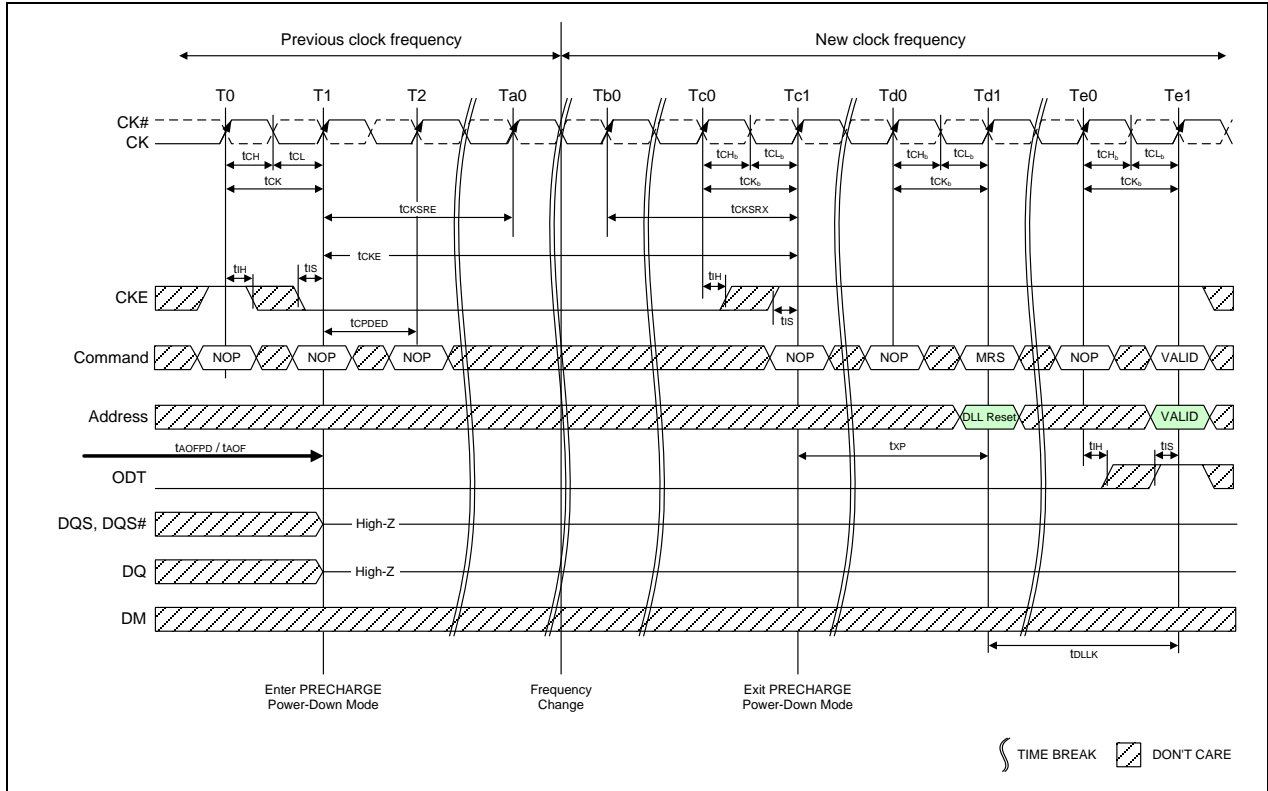 Previous clock frequency
New clock frequency
T0 T1 T2 Ta0 Tb0 Tc0 Tc1 Td0 Td1 Te0 Te1
CK#
CK
tCH tCL tCHb tCLb tCHb tCLb tCHb tCLb
tCK tCKb tCKb tCKb
tCKSRE tCKSRX
tCKE
tIH tIS tIH
CKE
tIS
tCPDED
Command NOP NOP NOP NOP NOP MRS NOP VALID
Address DLL Reset VALID
tAOFPD / tAOF tXP tIH tIS
ODT
DQS, DQS# High-Z
DQ High-Z
DM
tDLLK
Enter PRECHARGE
Power-Down Mode
Frequency
Change
Exit PRECHARGE
Power-Down Mode
TIME BREAK DON'T CARE